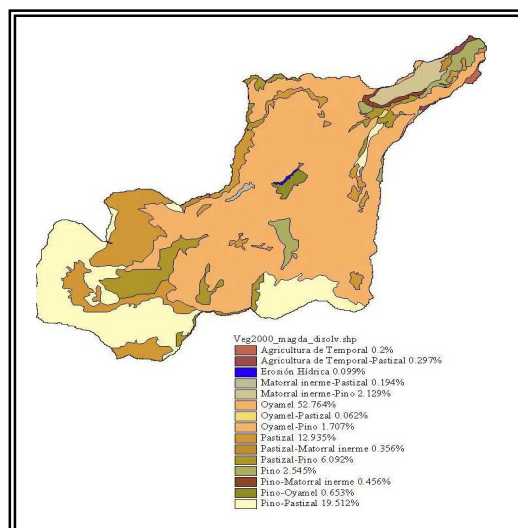 Veg2000_magda_disolv.shp
Agricultura de Temporal 0.2%
Agricultura de Temporal-Pastizal 0.297%
Erosión Hídrica 0.099%
Matorral inerme-Pastizal 0.194%
Matorral inerme-Pino 2.129%
Oyamel 52.764%
Oyamel-Pastizal 0.062%
Oyamel-Pino 1.707%
Pastizal 12.935%
Pastizal-Matorral inerme 0.356%
Pastizal-Pino 6.092%
Pino 2.545%
Pino-Matorral inerme 0.456%
Pino-Oyamel 0.653%
Pino-Pastizal 19.512%